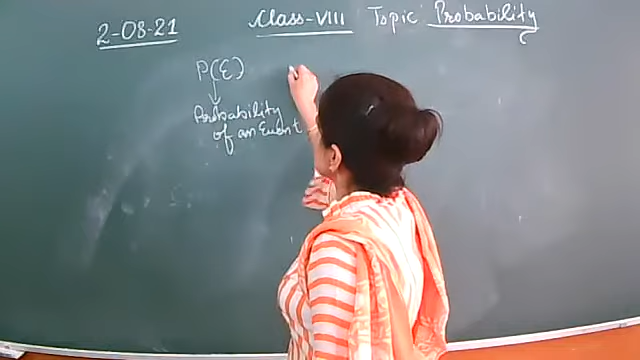 2-08-21 Class-VIII Topic Probability
P(E)
Probability
of an Event